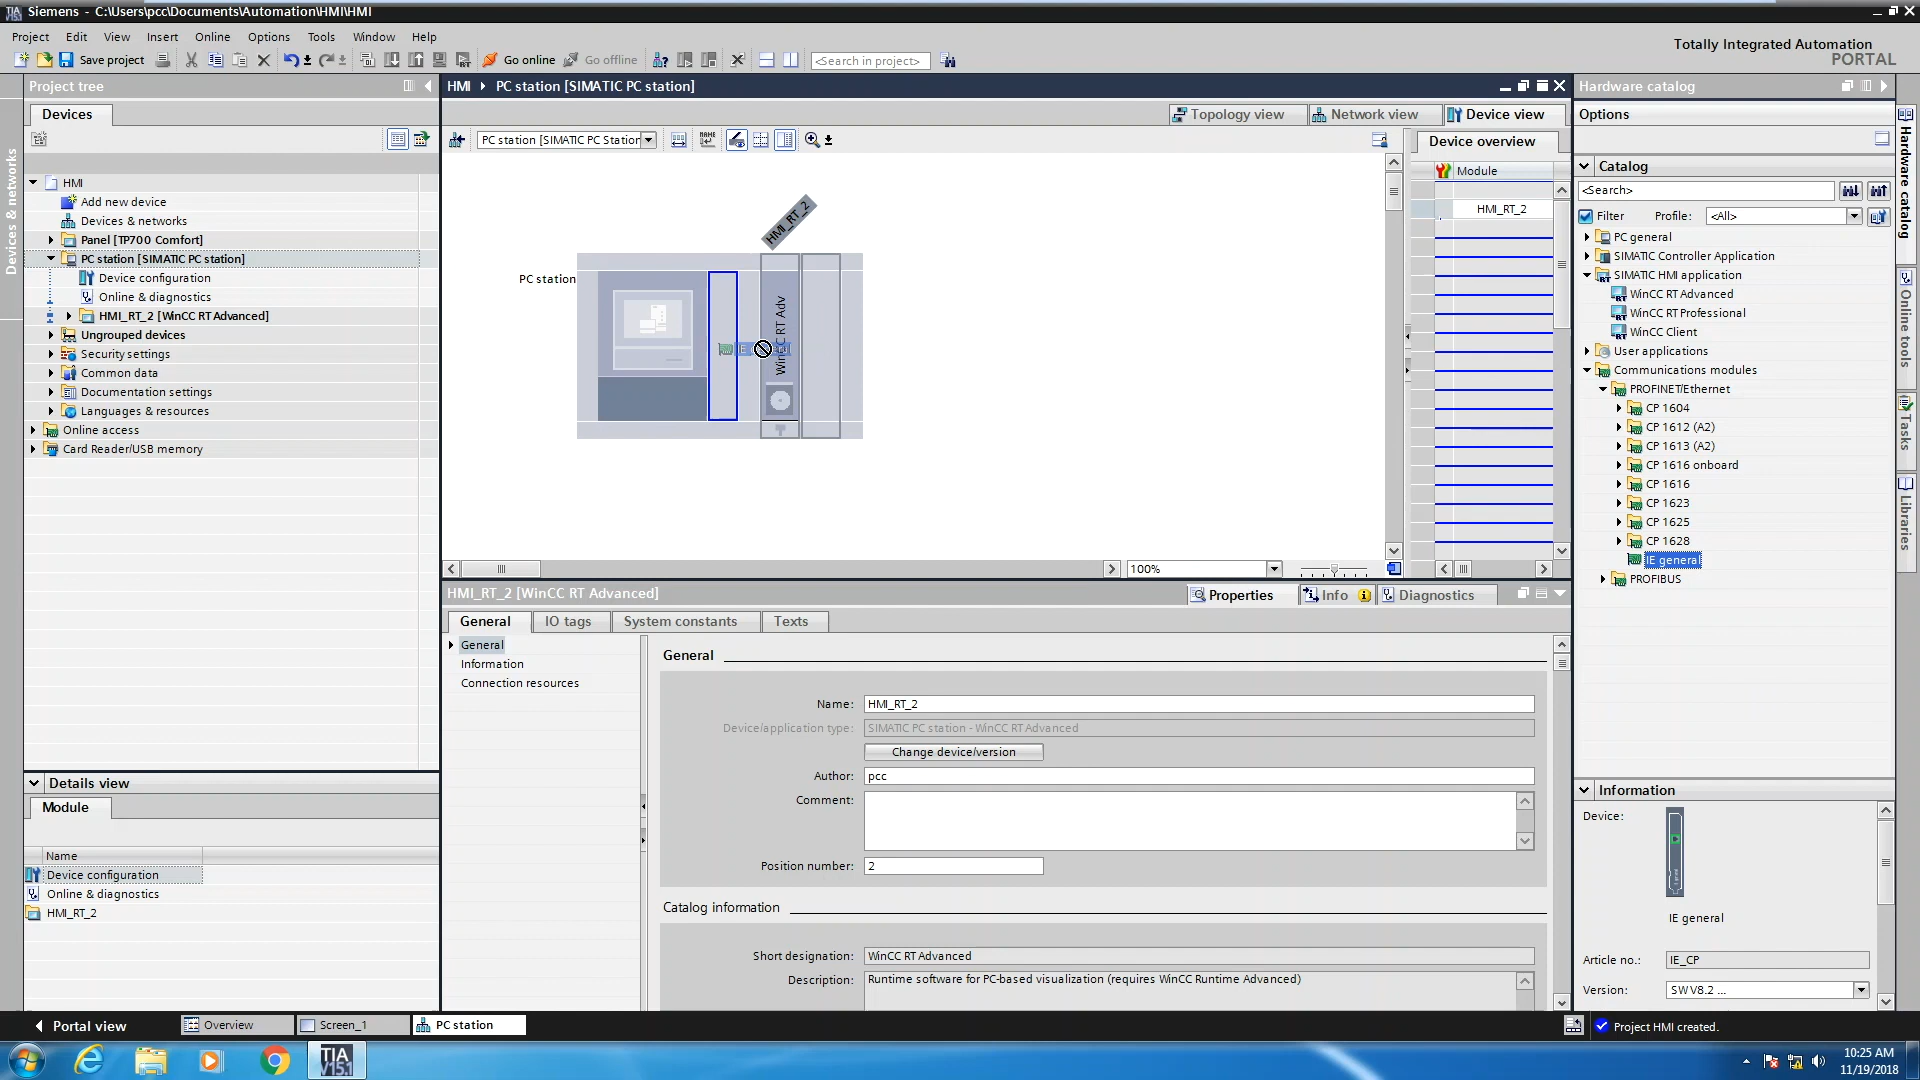 Siemens - C:\Users\pcc\Documents\Automation\HMI\HMI
Project Edit View Insert Online Options Tools Window Help
Save project Go online Go offline <Search in project>
Totally Integrated Automation
PORTAL
Project tree
Devices
Devices & networks
HMI
Add new device
Devices & networks
Panel [TP700 Comfort]
PC station [SIMATIC PC station]
Device configuration
Online & diagnostics
HMI_RT_2 [WinCC RT Advanced]
Ungrouped devices
Security settings
Common data
Documentation settings
Languages & resources
Online access
Card Reader/USB memory
Details view
Module
Name
Device configuration
Online & diagnostics
HMI_RT_2
HMI PC station [SIMATIC PC station]
Topology view Network view Device view
PC station [SIMATIC PC Station
Device overview
Module
HMI_RT_2
HMI_RT_2
PC station
WinCC RT Adv
100%
HMI_RT_2 [WinCC RT Advanced]
Properties Info Diagnostics
General IO tags System constants Texts
General
Information
Connection resources
General
Name: HMI_RT_2
Device/application type: SIMATIC PC station - WinCC RT Advanced
Change device/version
Author: pcc
Comment:
Position number: 2
Catalog information
Short designation: WinCC RT Advanced
Description: Runtime software for PC-based visualization (requires WinCC Runtime Advanced)
Hardware catalog
Options
Catalog
<Search>
Filter Profile: <All>
PC general
SIMATIC Controller Application
SIMATIC HMI application
WinCC RT Advanced
WinCC RT Professional
WinCC Client
User applications
Communications modules
PROFINET/Ethernet
CP 1604
CP 1612 (A2)
CP 1613 (A2)
CP 1616 onboard
CP 1616
CP 1623
CP 1625
CP 1628
IE general
PROFIBUS
Information
Device:
IE general
Article no.: IE_CP
Version: SW V8.2 ...
Hardware catalog
Online tools
Tasks
Libraries
Portal view Overview Screen_1 PC station
Project HMI created.
TIA
V15.1
10:25 AM
11/19/2018